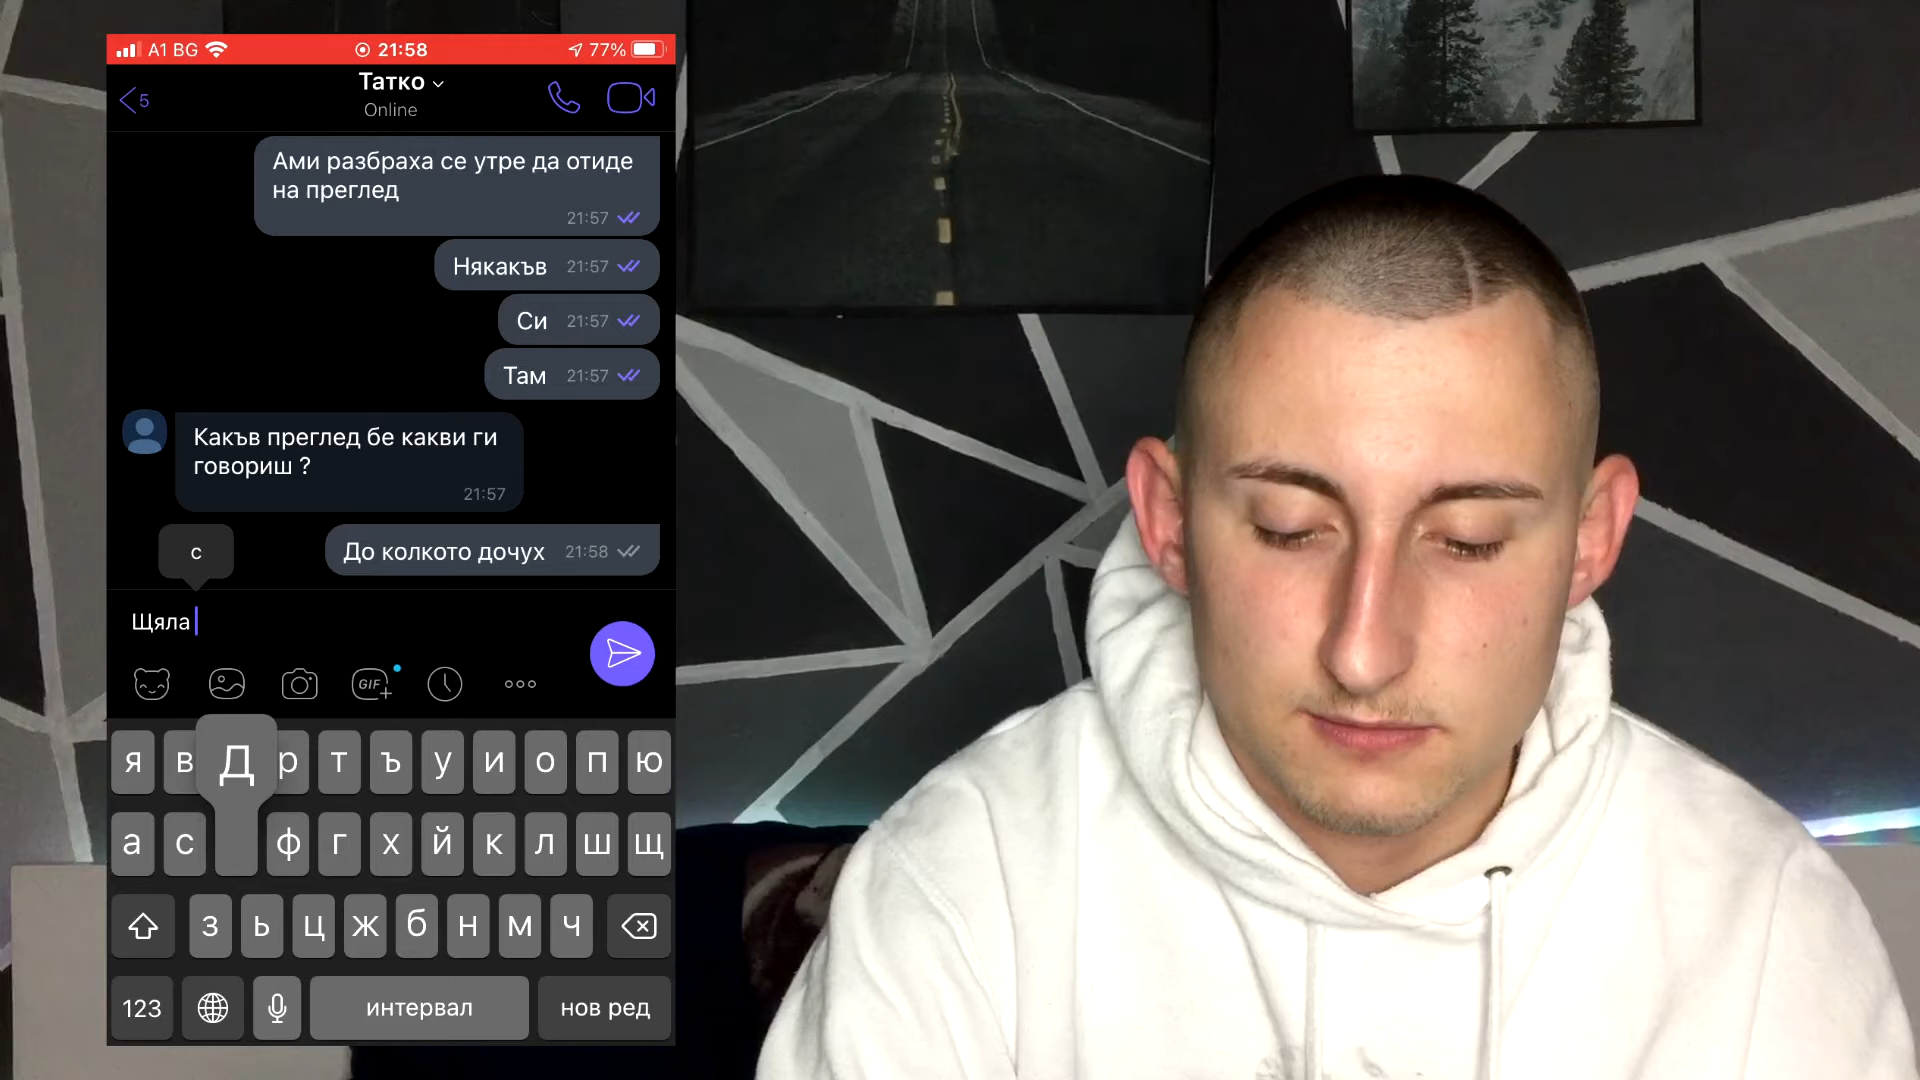 A1 BG 21:58 77%
5 Татко
Online
Ами разбраха се утре да отиде
на преглед
21:57
Някакъв 21:57
Си 21:57
Там 21:57
Какъв преглед бе какви ги
говориш ?
21:57
До колкото дочух 21:58
с
Щяла
GIF
я в Д р т ъ у и о п ю
а с ф г х й к л ш щ
з ь ц ж б н м ч
123 интервал нов ред